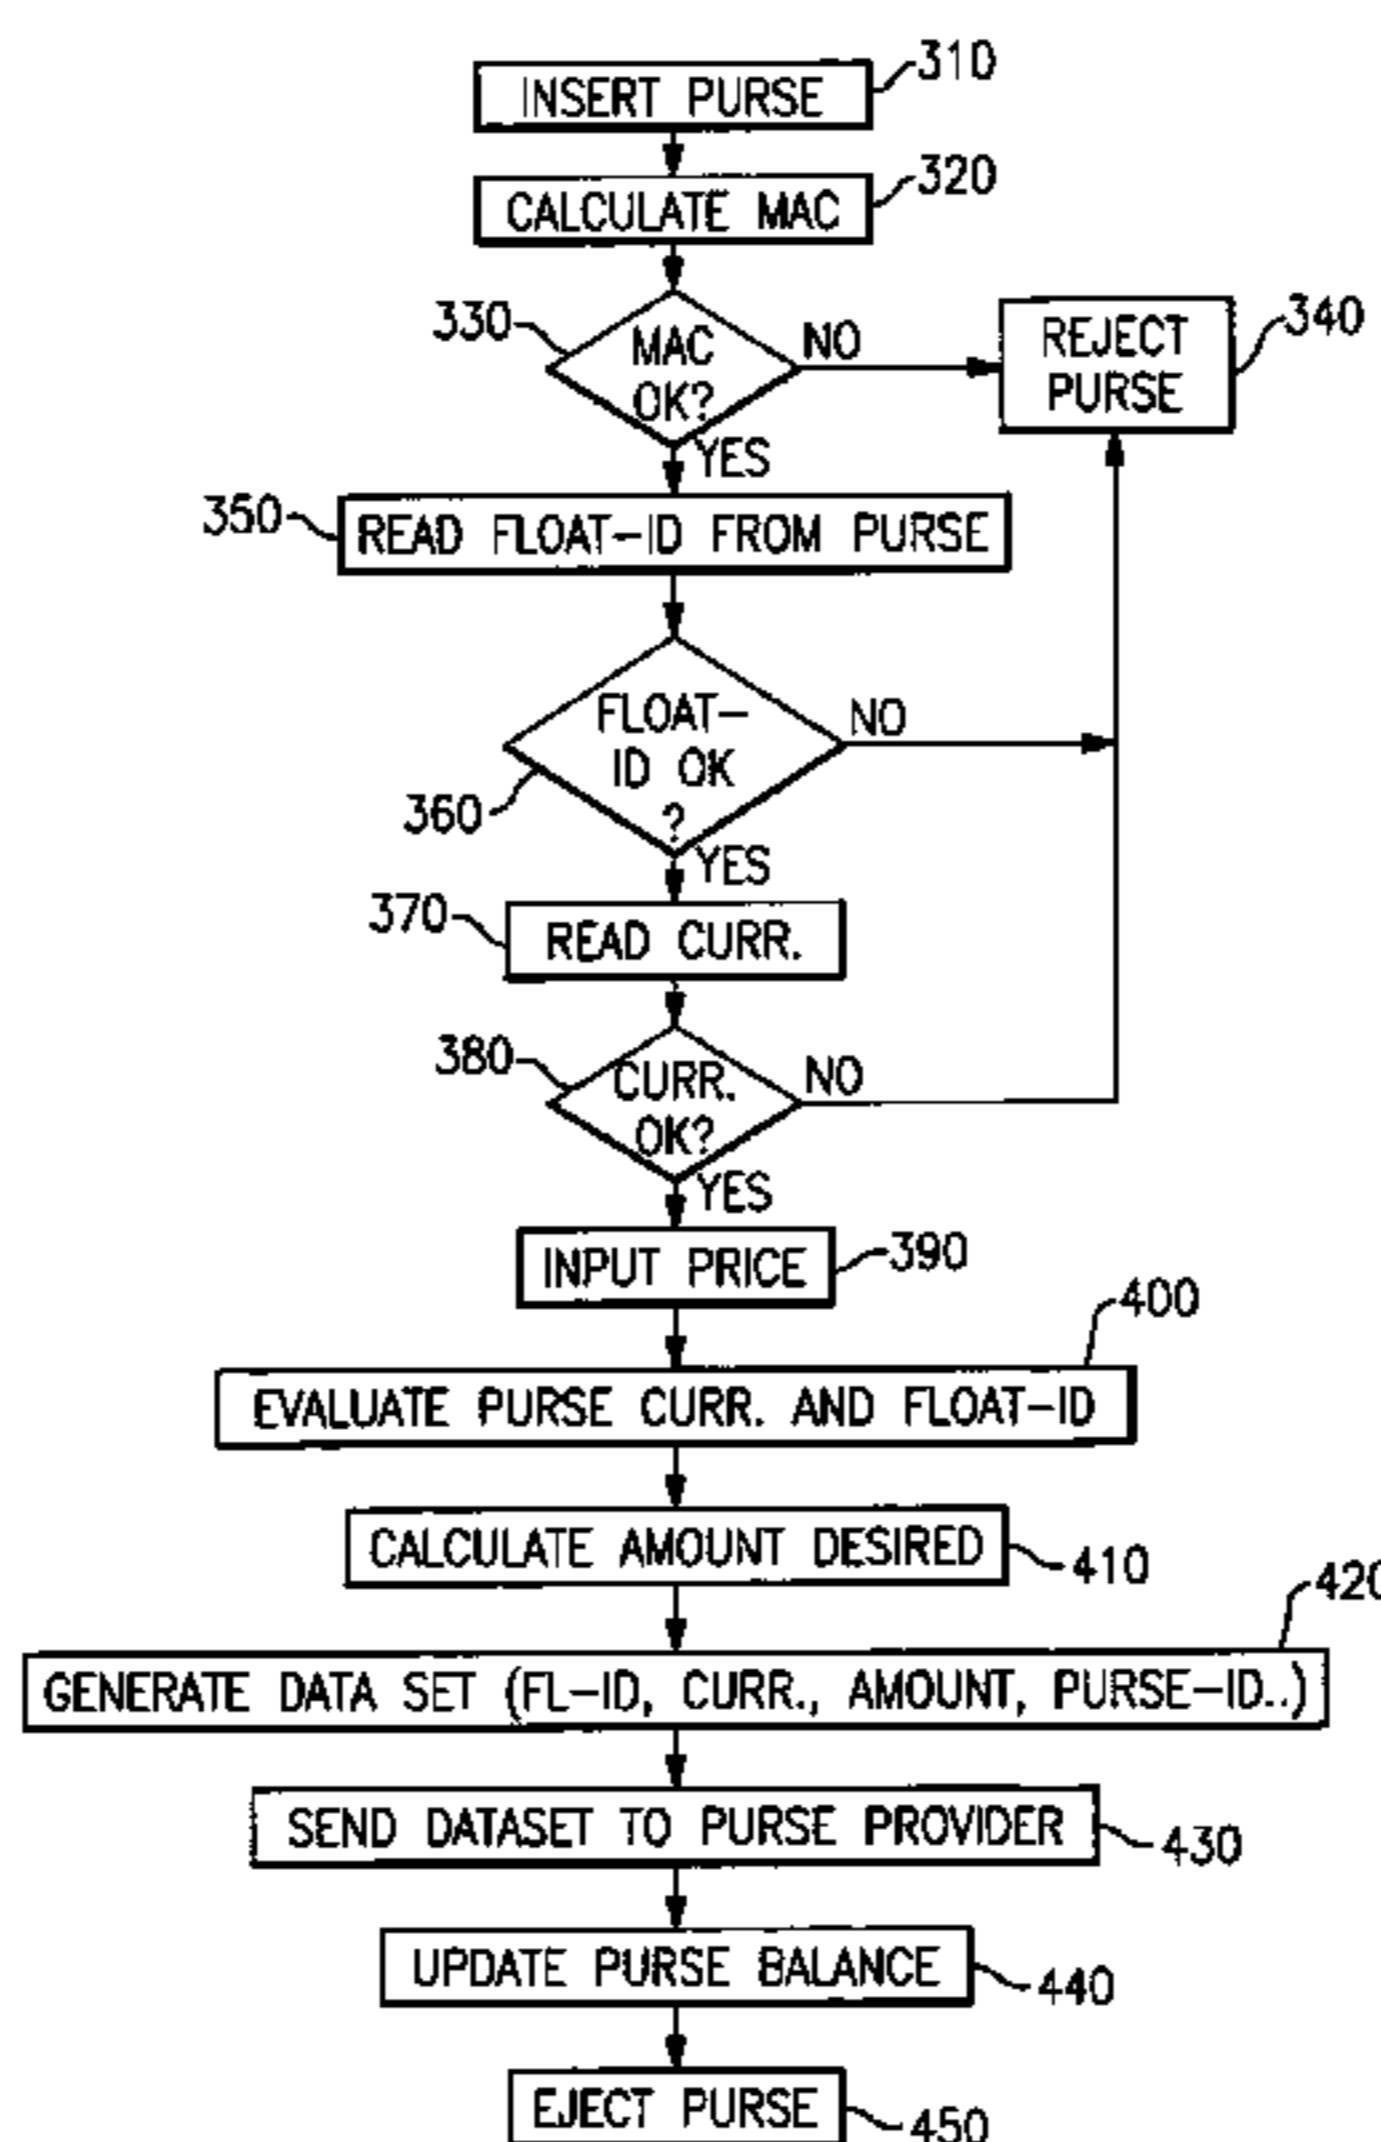 310
INSERT PURSE
320
CALCULATE MAC
330
MAC
OK?
NO
REJECT
PURSE
340
YES
350
READ FLOAT-ID FROM PURSE
FLOAT-
ID OK
?
NO
360
YES
370
READ CURR.
380
CURR.
OK?
NO
YES
INPUT PRICE
390
400
EVALUATE PURSE CURR. AND FLOAT-ID
CALCULATE AMOUNT DESIRED
410
420
GENERATE DATA SET (FL-ID, CURR., AMOUNT, PURSE-ID..)
SEND DATASET TO PURSE PROVIDER
430
UPDATE PURSE BALANCE
440
EJECT PURSE
450